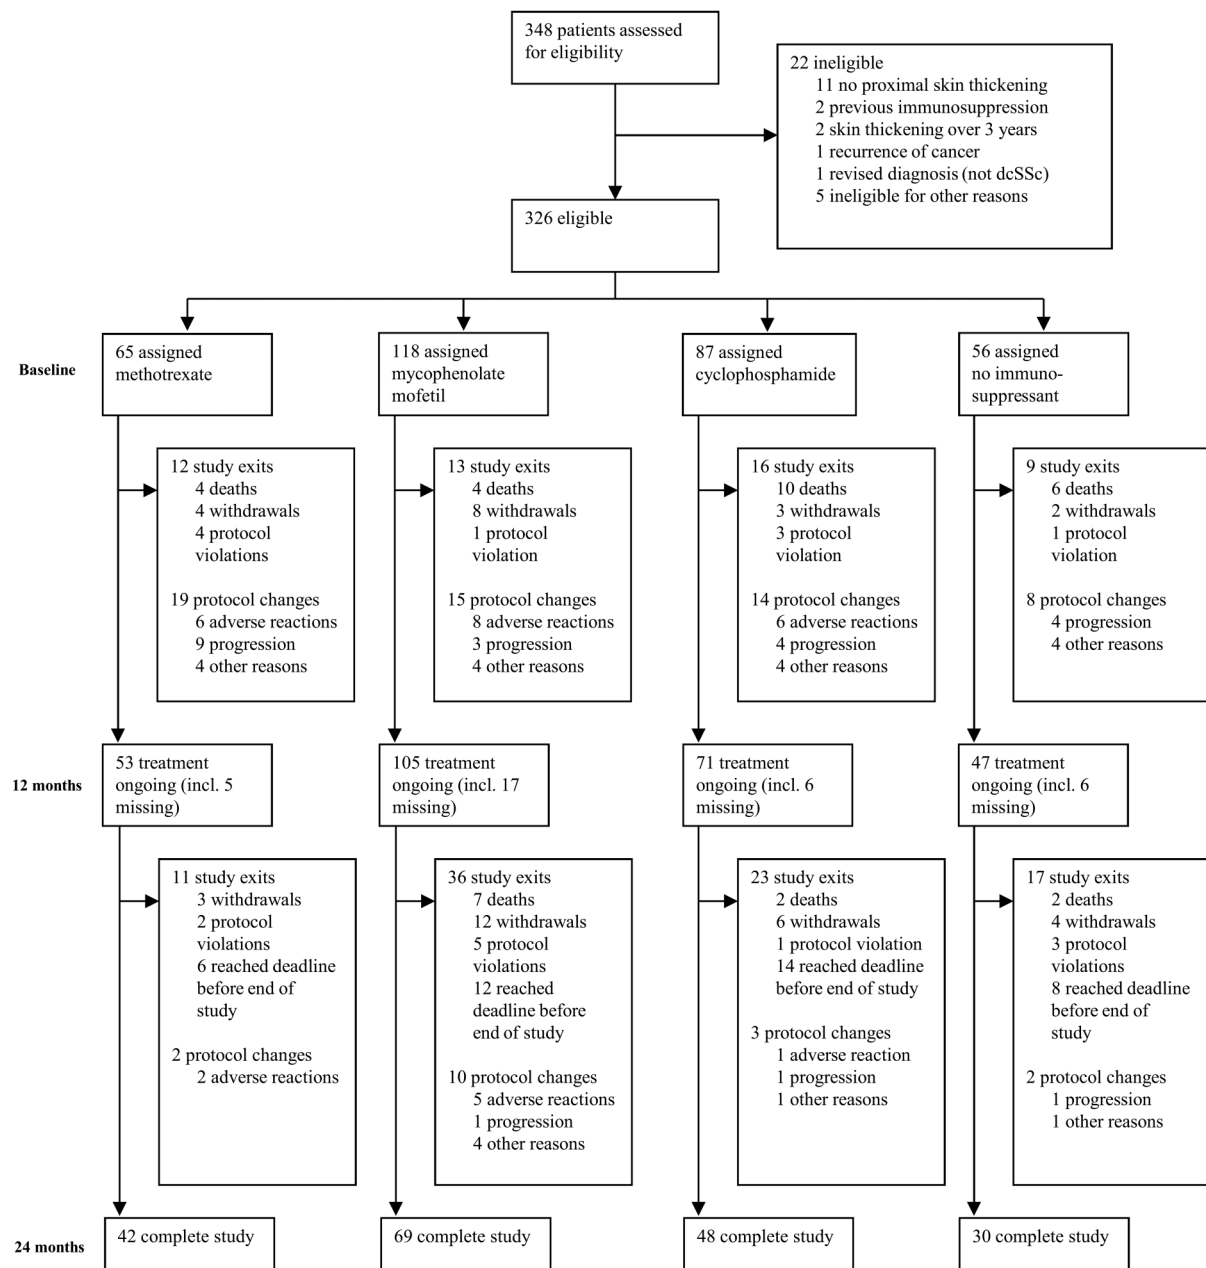 348 patients assessed
for eligibility
22 ineligible
11 no proximal skin thickening
2 previous immunosuppression
2 skin thickening over 3 years
1 recurrence of cancer
1 revised diagnosis (not dcSSc)
5 ineligible for other reasons
326 eligible
Baseline
65 assigned
methotrexate
118 assigned
mycophenolate
mofetil
87 assigned
cyclophosphamide
56 assigned
no immuno-
suppressant
12 study exits
4 deaths
4 withdrawals
4 protocol
violations
19 protocol changes
6 adverse reactions
9 progression
4 other reasons
13 study exits
4 deaths
8 withdrawals
1 protocol
violation
15 protocol changes
8 adverse reactions
3 progression
4 other reasons
16 study exits
10 deaths
3 withdrawals
3 protocol
violation
14 protocol changes
6 adverse reactions
4 progression
4 other reasons
9 study exits
6 deaths
2 withdrawals
1 protocol
violation
8 protocol changes
4 progression
4 other reasons
12 months
53 treatment
ongoing (incl. 5
missing)
105 treatment
ongoing (incl. 17
missing)
71 treatment
ongoing (incl. 6
missing)
47 treatment
ongoing (incl. 6
missing)
11 study exits
3 withdrawals
2 protocol
violations
6 reached deadline
before end of
study
2 protocol changes
2 adverse reactions
36 study exits
7 deaths
12 withdrawals
5 protocol
violations
12 reached
deadline before
end of study
10 protocol changes
5 adverse reactions
1 progression
4 other reasons
23 study exits
2 deaths
6 withdrawals
1 protocol violation
14 reached deadline
before end of study
3 protocol changes
1 adverse reaction
1 progression
1 other reasons
17 study exits
2 deaths
4 withdrawals
3 protocol
violations
8 reached deadline
before end of
study
2 protocol changes
1 progression
1 other reasons
24 months
42 complete study
69 complete study
48 complete study
30 complete study